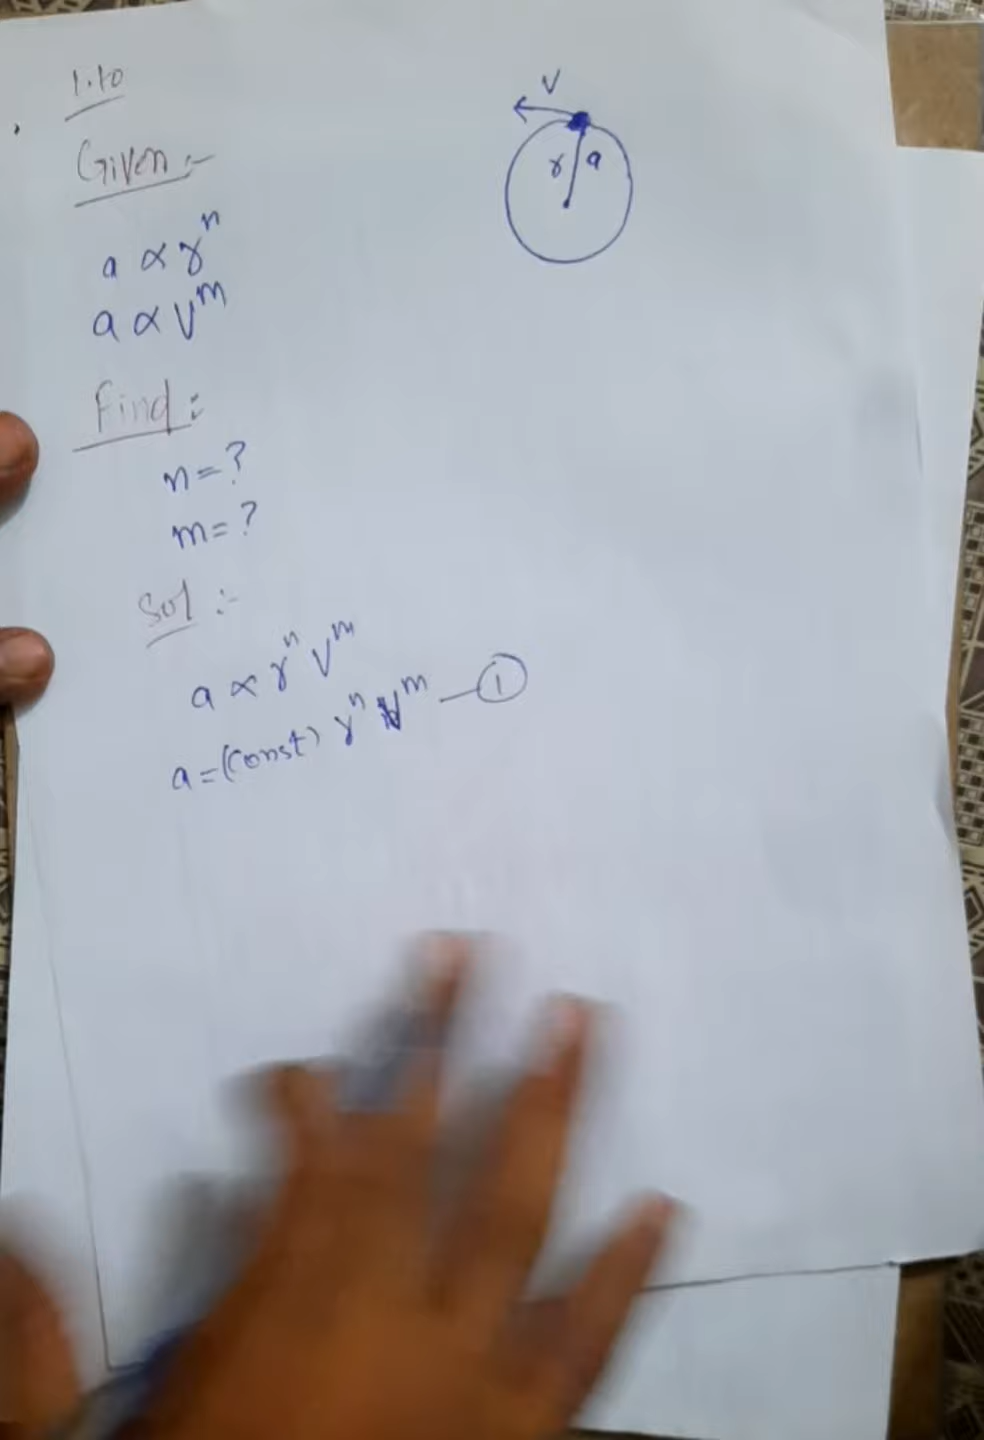 1.10
Given :-
a ∝ r^n
a ∝ V^m
Find :
n = ?
m = ?
Sol :-
a ∝ r^n V^m
a = (const) r^n V^m — ①
V
r a